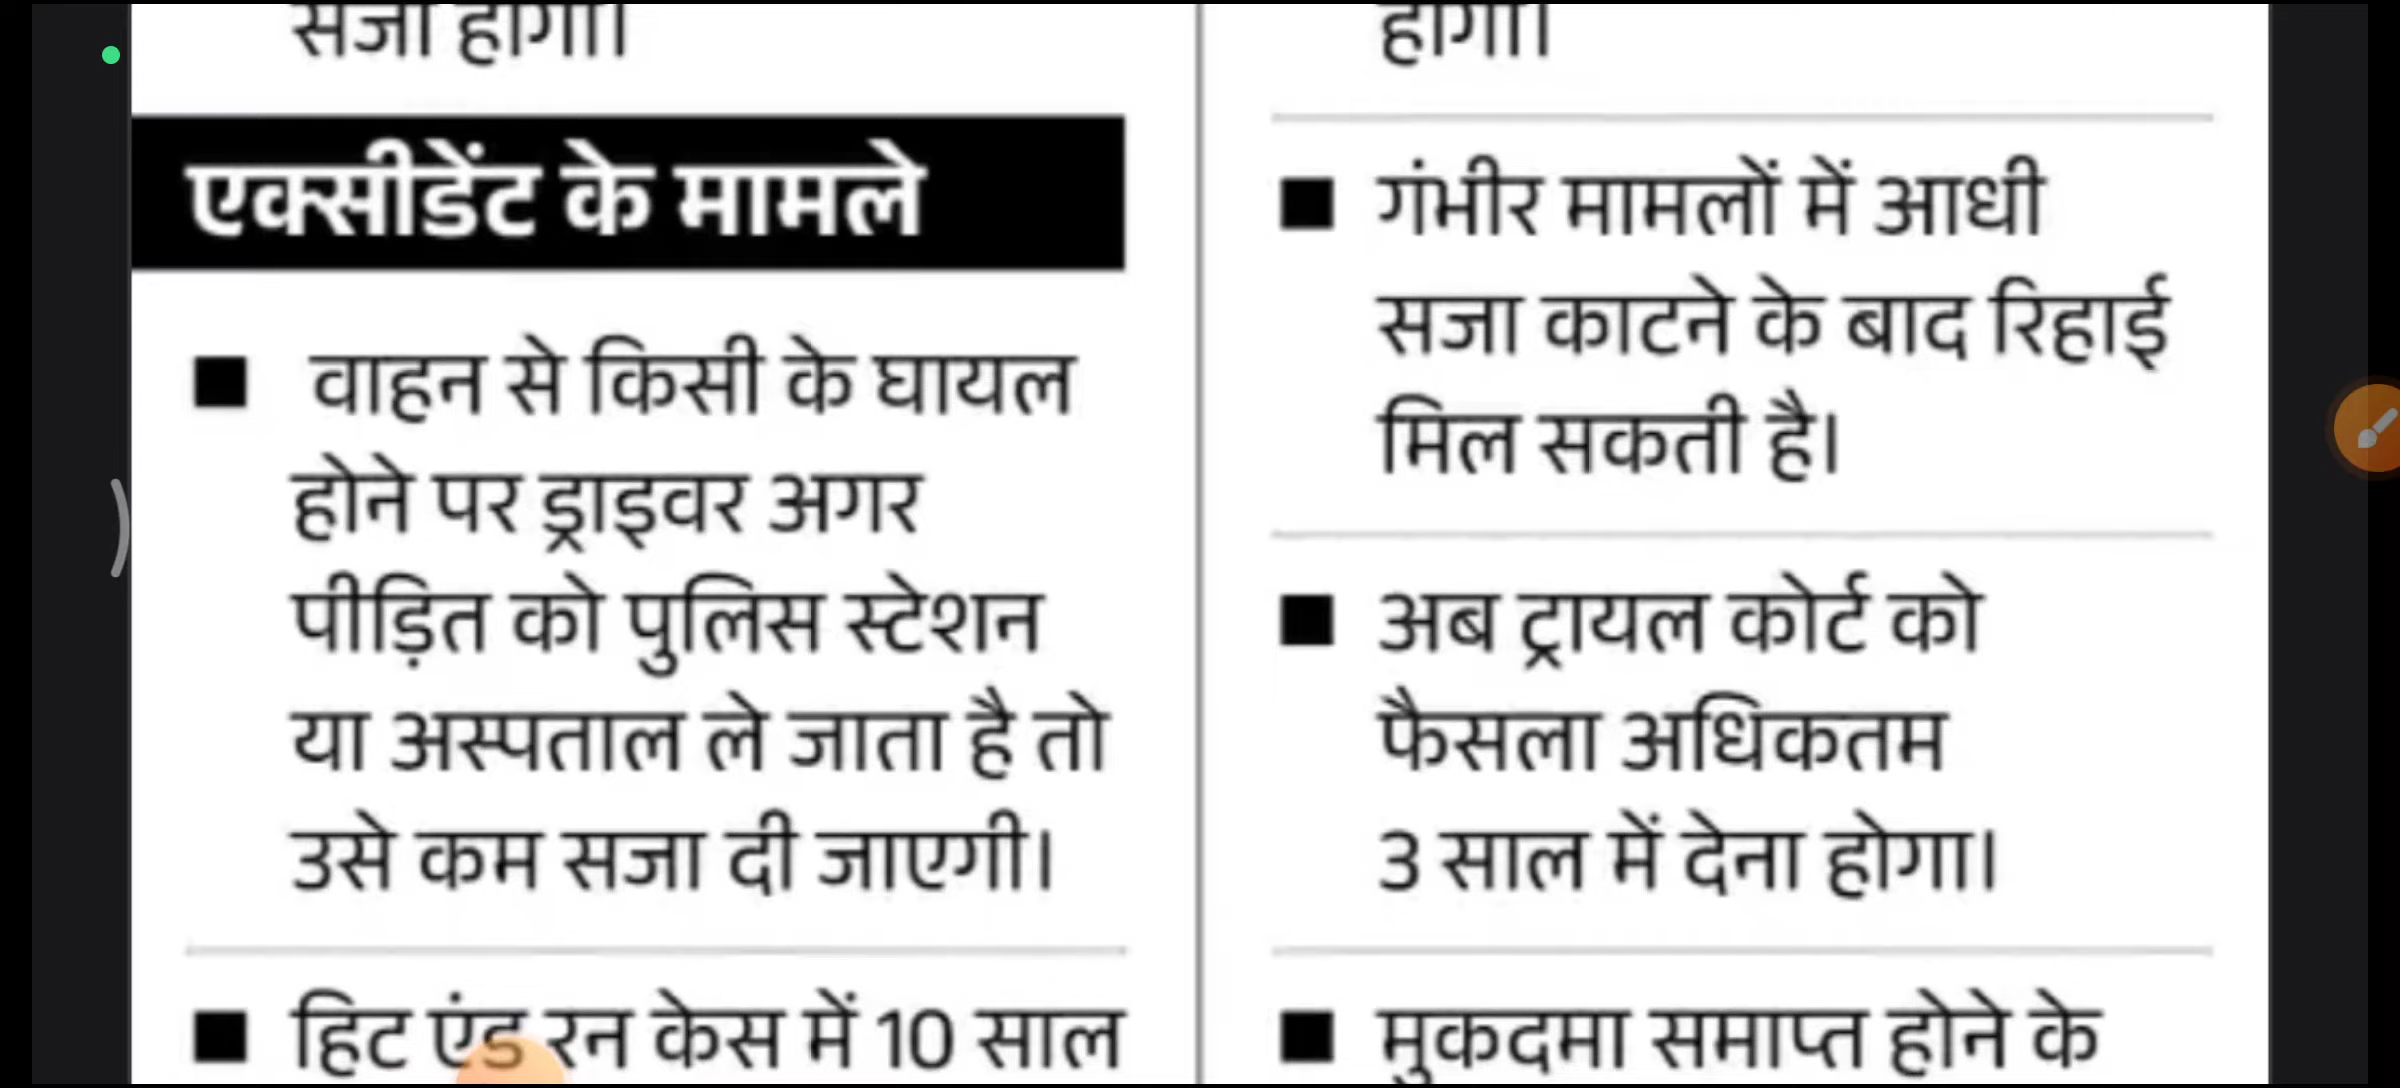 सजा होगी।
एक्सीडेंट के मामले
■ वाहन से किसी के घायल
होने पर ड्राइवर अगर
पीड़ित को पुलिस स्टेशन
या अस्पताल ले जाता है तो
उसे कम सजा दी जाएगी।
■ हिट एंड रन केस में 10 साल
होगी।
■ गंभीर मामलों में आधी
सजा काटने के बाद रिहाई
मिल सकती है।
■ अब ट्रायल कोर्ट को
फैसला अधिकतम
3 साल में देना होगा।
■ मुकदमा समाप्त होने के